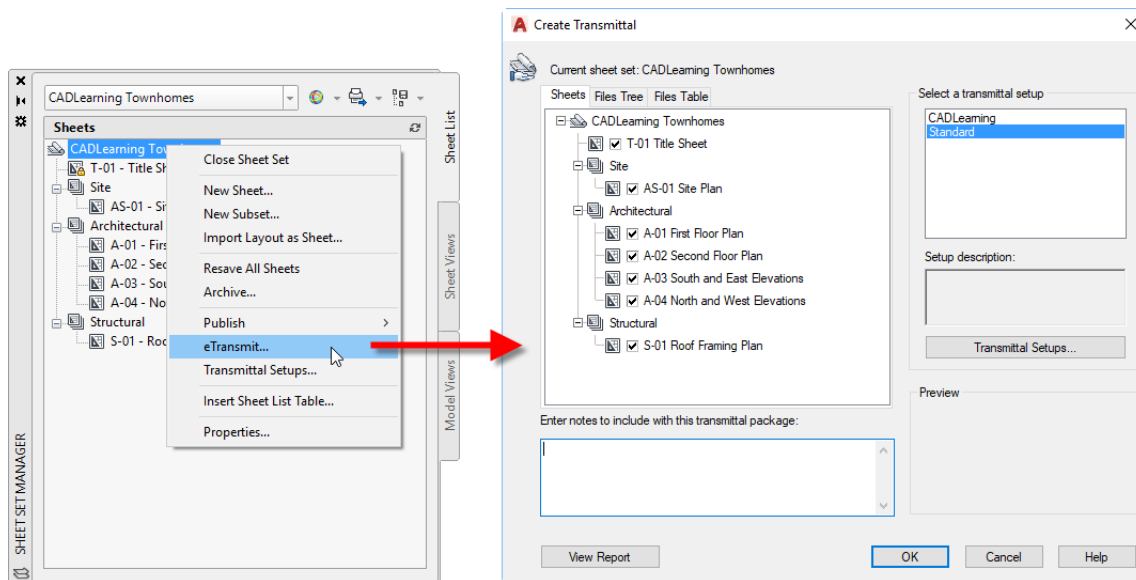 CADLearning Townhomes
Sheets
CADLearning Tow
T-01 - Title Sh
Site
AS-01 - Si
Architectural
A-01 - Firs
A-02 - Sec
A-03 - Sou
A-04 - No
Structural
S-01 - Roo
Close Sheet Set
New Sheet...
New Subset...
Import Layout as Sheet...
Resave All Sheets
Archive...
Publish
eTransmit...
Transmittal Setups...
Insert Sheet List Table...
Properties...
Sheet List
Sheet Views
Model Views
SHEET SET MANAGER
A Create Transmittal
Current sheet set: CADLearning Townhomes
Sheets Files Tree Files Table
CADLearning Townhomes
T-01 Title Sheet
Site
AS-01 Site Plan
Architectural
A-01 First Floor Plan
A-02 Second Floor Plan
A-03 South and East Elevations
A-04 North and West Elevations
Structural
S-01 Roof Framing Plan
Enter notes to include with this transmittal package:
Select a transmittal setup
CADLearning
Standard
Setup description:
Transmittal Setups...
Preview
View Report
OK
Cancel
Help